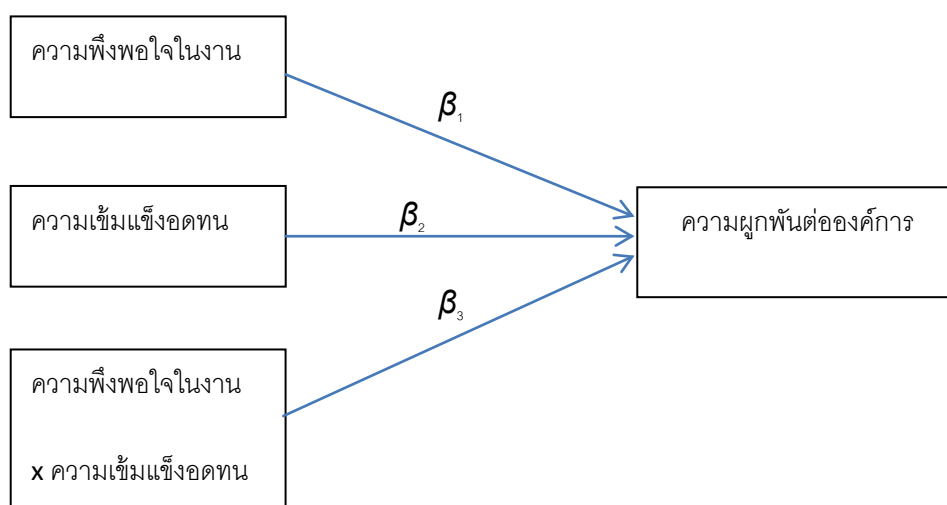 ความพึงพอใจในงาน
β₁
ความเข้มแข็งอดทน
β₂
ความผูกพันต่อองค์การ
β₃
ความพึงพอใจในงาน
x ความเข้มแข็งอดทน